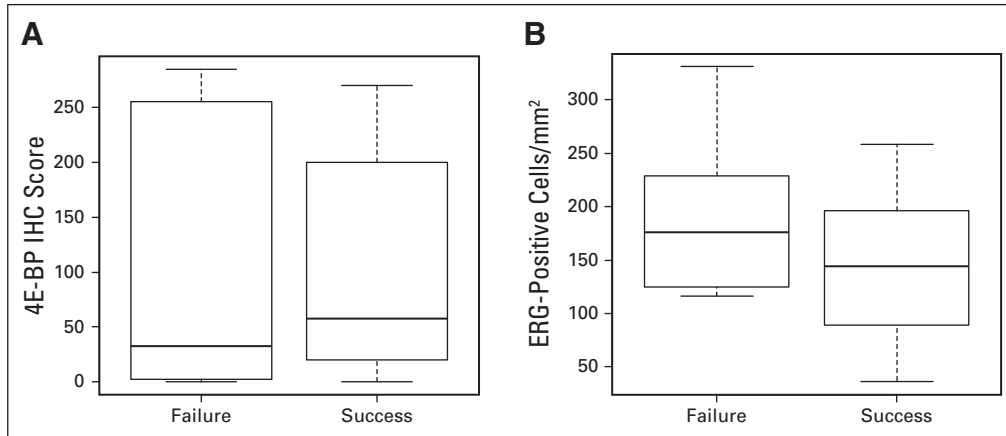 A
4E-BP IHC Score
250
200
150
100
50
0
Failure Success
B
ERG-Positive Cells/mm²
300
250
200
150
100
50
Failure Success